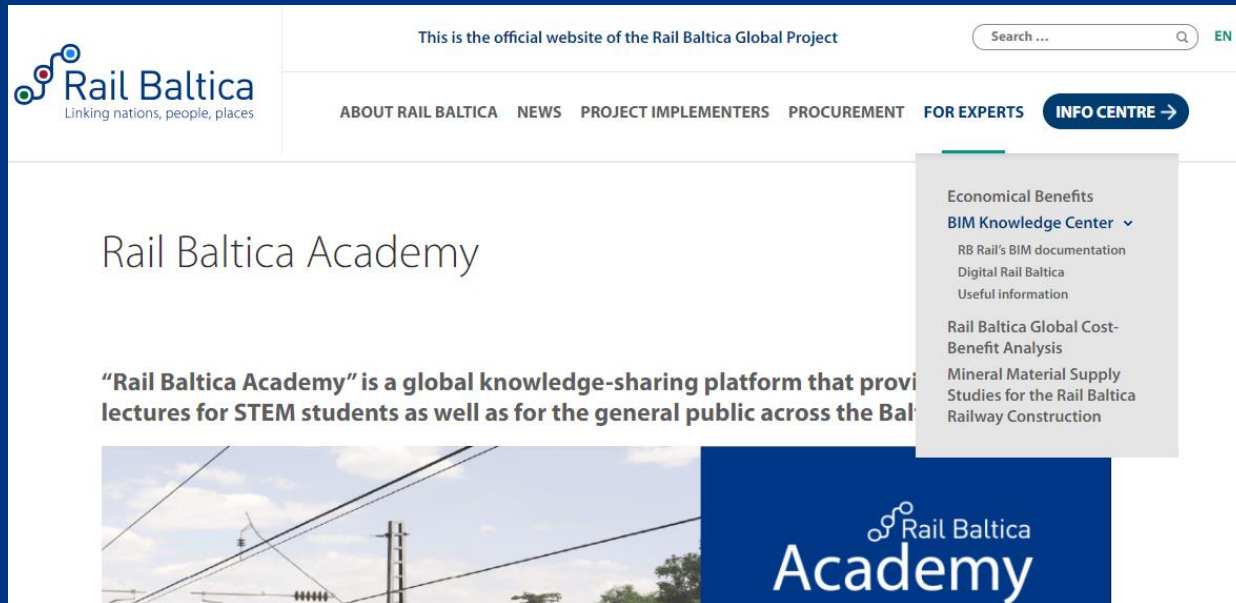 This is the official website of the Rail Baltica Global Project
Search ...
EN
Rail Baltica
Linking nations, people, places
ABOUT RAIL BALTICA NEWS PROJECT IMPLEMENTERS PROCUREMENT FOR EXPERTS INFO CENTRE →
Economical Benefits
BIM Knowledge Center
RB Rail's BIM documentation
Digital Rail Baltica
Useful information
Rail Baltica Global Cost-
Benefit Analysis
Mineral Material Supply
Studies for the Rail Baltica
Railway Construction
Rail Baltica Academy
“Rail Baltica Academy” is a global knowledge-sharing platform that
lectures for STEM students as well as for the general public across the
Rail Baltica
Academy